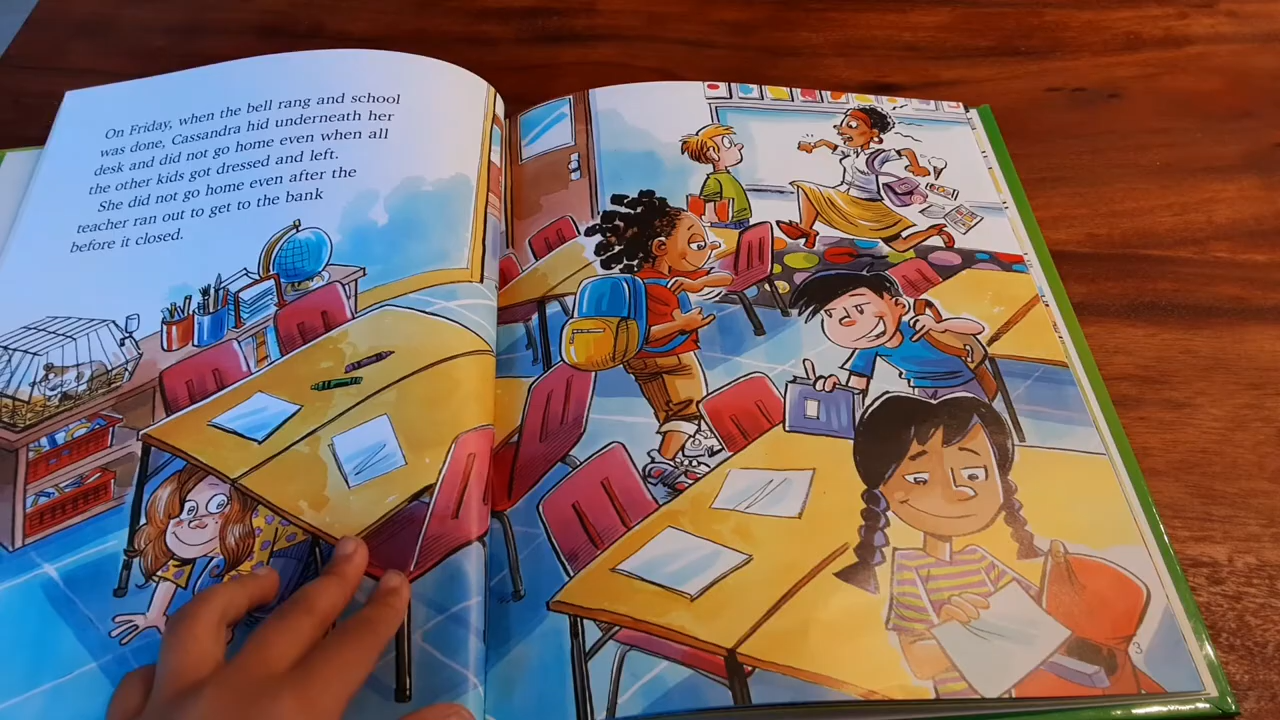 On Friday, when the bell rang and school
was done, Cassandra hid underneath her
desk and did not go home even when all
the other kids got dressed and left.
She did not go home even after the
teacher ran out to get to the bank
before it closed.
3